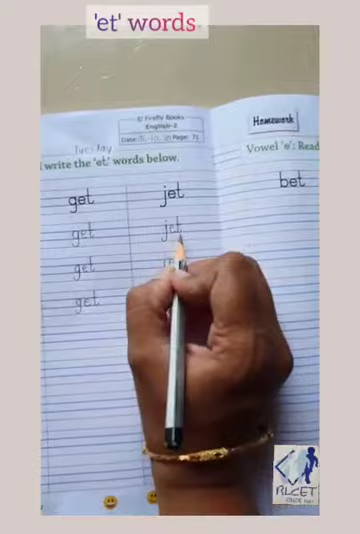 'et' words
© Firefly Books
English-2
Page: 71
Homework
Tuesday
write the 'et' words below.
Vowel 'e': Read
get jet
bet
get jet
get
get
RLCET